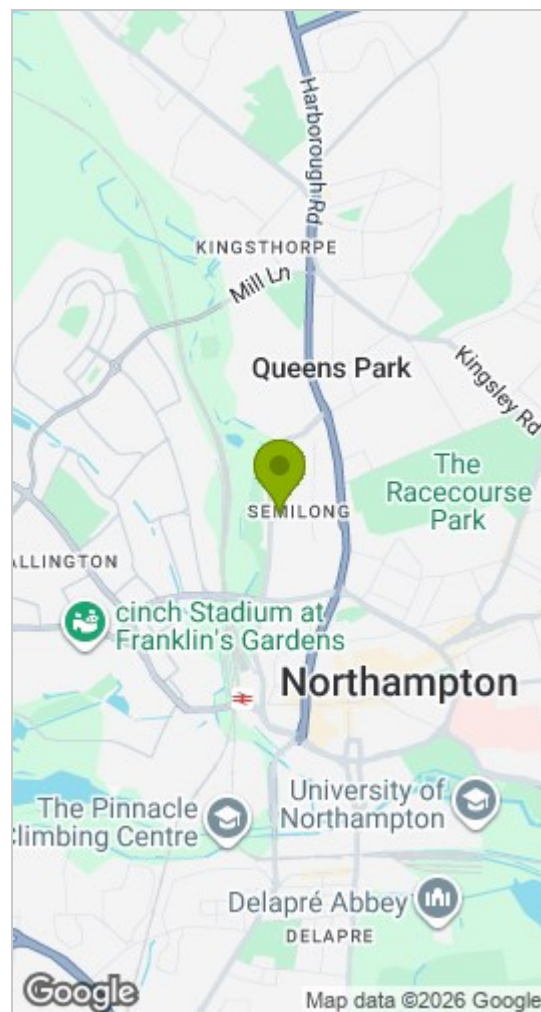 Harborough Rd
KINGSTHORPE
Mill Ln
Queens Park
Kingsley Rd
The
Racecourse
Park
SEMILONG
ALLINGTON
cinch Stadium at
Franklin's Gardens
Northampton
The Pinnacle
Climbing Centre
University of
Northampton
Delapré Abbey
DELAPRE
Google
Map data ©2026 Google